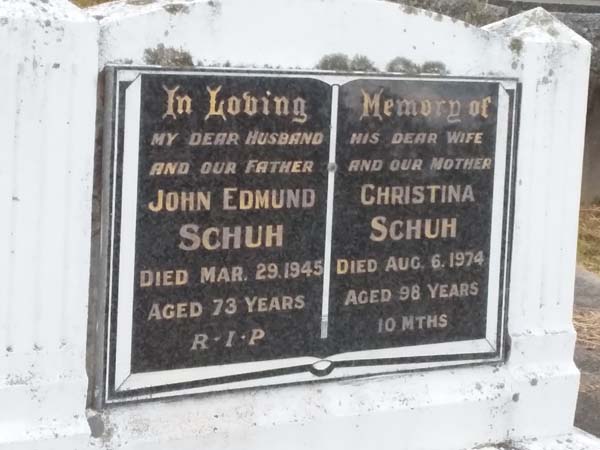 In Loving
MY DEAR HUSBAND
AND OUR FATHER
JOHN EDMUND
SCHUH
DIED MAR. 29.1945
AGED 73 YEARS
R·I·P
Memory of
HIS DEAR WIFE
AND OUR MOTHER
CHRISTINA
SCHUH
DIED AUG. 6. 1974
AGED 98 YEARS
10 MTHS